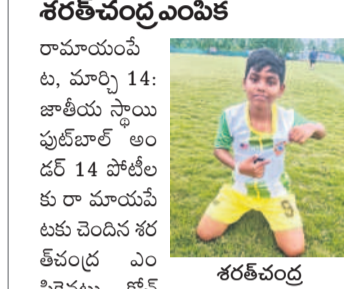 శరత్‌చంద్ర ఎంపిక
రామాయంపే
ట, మార్చి 14:
జాతీయ స్థాయి
ఫుట్‌బాల్ అం
డర్ 14 పోటీల
కు రా మాయపే
టకు చెందిన శర
త్‌చంద్ర ఎం
శరత్‌చంద్ర